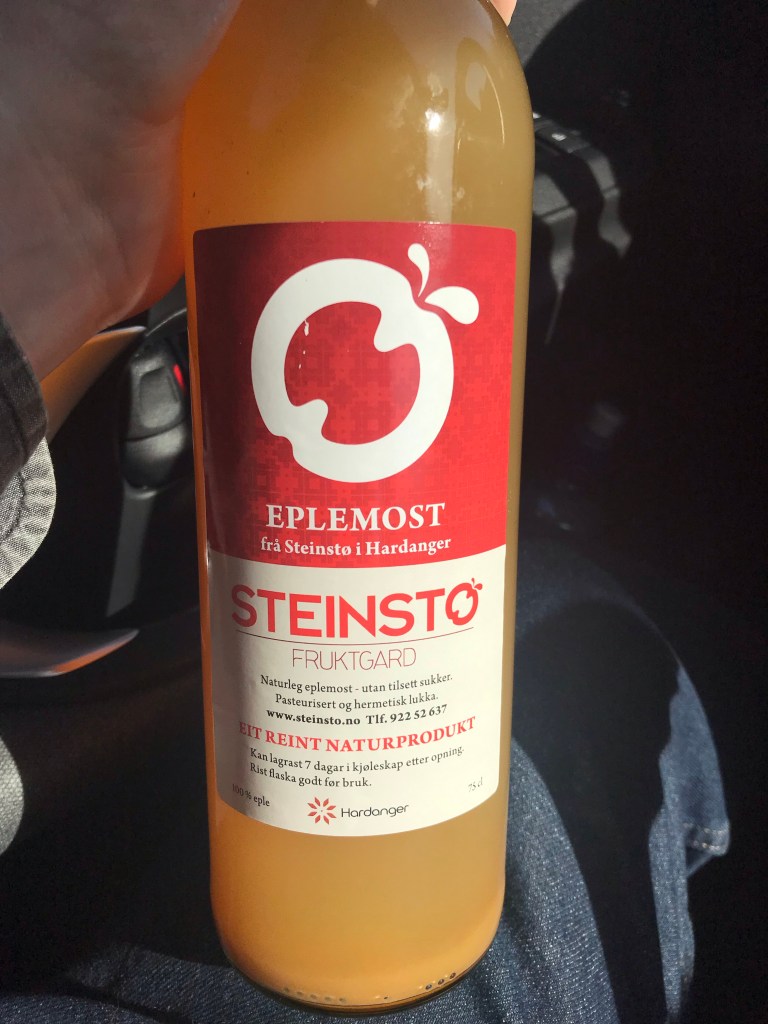 EPLEMOST
frå Steinstø i Hardanger
STEINSTØ
FRUKTGARD
Naturleg eplemost - utan tilsett sukker.
Pasteurisert og hermetisk lukka.
www.steinsto.no Tlf. 922 52 637
EIT REINT NATURPRODUKT
Kan lagrast 7 dagar i kjøleskap etter opning.
Rist flaska godt før bruk.
100 % eple
75 cl
Hardanger